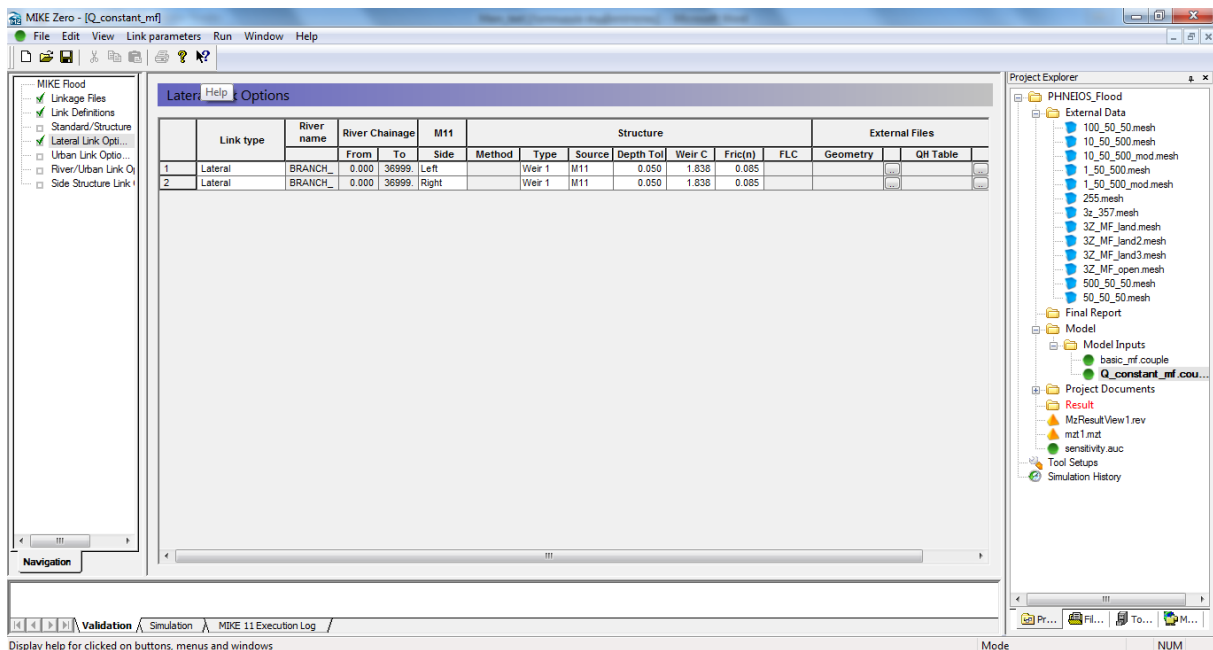 MIKE Zero - [Q_constant_mf]
File Edit View Link parameters Run Window Help
MIKE Flood
Linkage Files
Link Definitions
Standard/Structure
Lateral Link Opti...
Urban Link Optio...
River/Urban Link O
Side Structure Link
Navigation
Later Options
Help
Link type River name River Chainage M11 Structure External Files
From To Side Method Type Source Depth Tol Weir C Fric(n) FLC Geometry QH Table
1 Lateral BRANCH_ 0.000 36999. Left Weir 1 M11 0.050 1.838 0.085 ... ...
2 Lateral BRANCH_ 0.000 36999. Right Weir 1 M11 0.050 1.838 0.085 ... ...
Project Explorer
PHNEIOS_Flood
External Data
100_50_50.mesh
10_50_500.mesh
10_50_500_mod.mesh
1_50_500.mesh
1_50_500_mod.mesh
255.mesh
3z_357.mesh
3Z_MF_land.mesh
3Z_MF_land2.mesh
3Z_MF_land3.mesh
3Z_MF_open.mesh
500_50_50.mesh
50_50_50.mesh
Final Report
Model
Model Inputs
basic_mf.couple
Q_constant_mf.cou...
Project Documents
Result
MzResultView1.rev
mzt1.mzt
sensitivity.auc
Tool Setups
Simulation History
Pr... Fil... To... M...
Validation Simulation MIKE 11 Execution Log
Display help for clicked on buttons, menus and windows
Mode NUM